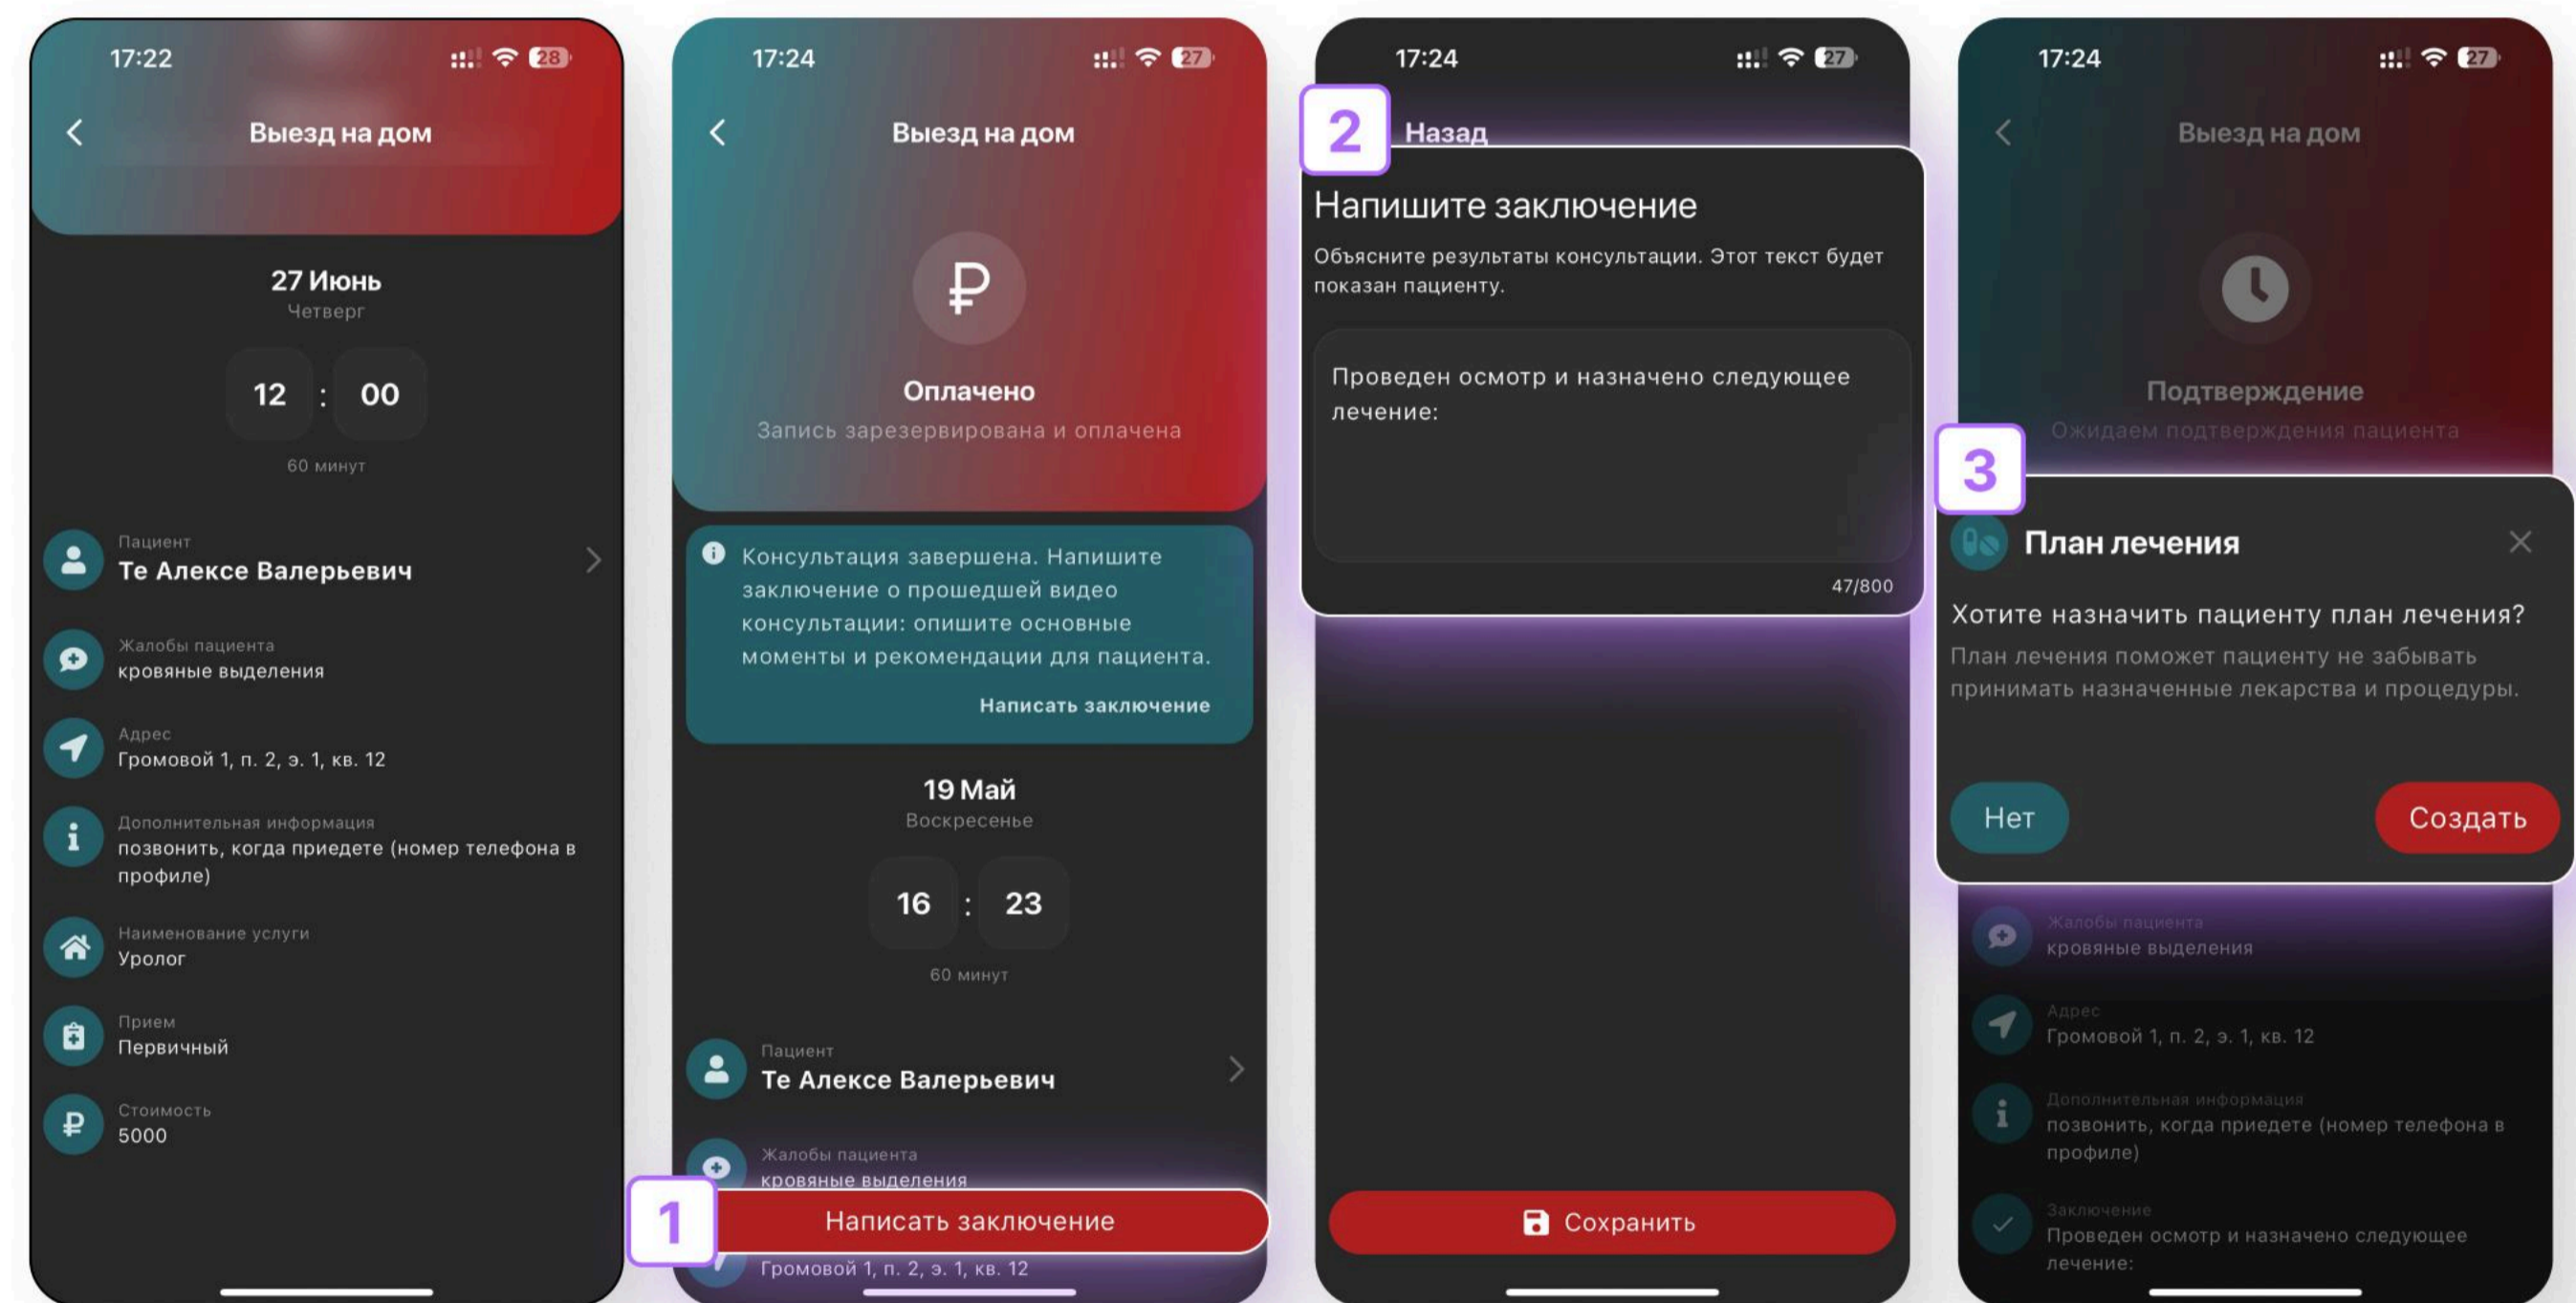 17:22
28
Выезд на дом
27 Июнь
Четверг
12 : 00
60 минут
Пациент
Те Алексе Валерьевич
Жалобы пациента
кровяные выделения
Адрес
Громовой 1, п. 2, э. 1, кв. 12
Дополнительная информация
позвонить, когда приедете (номер телефона в
профиле)
Наименование услуги
Уролог
Прием
Первичный
Стоимость
5000
17:24
27
Выезд на дом
Оплачено
Запись зарезервирована и оплачена
Консультация завершена. Напишите
заключение о прошедшей видео
консультации: опишите основные
моменты и рекомендации для пациента.
Написать заключение
19 Май
Воскресенье
16 : 23
60 минут
Пациент
Те Алексе Валерьевич
Жалобы пациента
кровяные выделения
1
Написать заключение
Громовой 1, п. 2, э. 1, кв. 12
17:24
27
2
Назад
Напишите заключение
Объясните результаты консультации. Этот текст будет
показан пациенту.
Проведен осмотр и назначено следующее
лечение:
47/800
Сохранить
17:24
27
Выезд на дом
Подтверждение
Ожидаем подтверждения пациента
3
План лечения
Хотите назначить пациенту план лечения?
План лечения поможет пациенту не забывать
принимать назначенные лекарства и процедуры.
Нет
Создать
Жалобы пациента
кровяные выделения
Адрес
Громовой 1, п. 2, э. 1, кв. 12
Дополнительная информация
позвонить, когда приедете (номер телефона в
профиле)
Заключение
Проведен осмотр и назначено следующее
лечение: